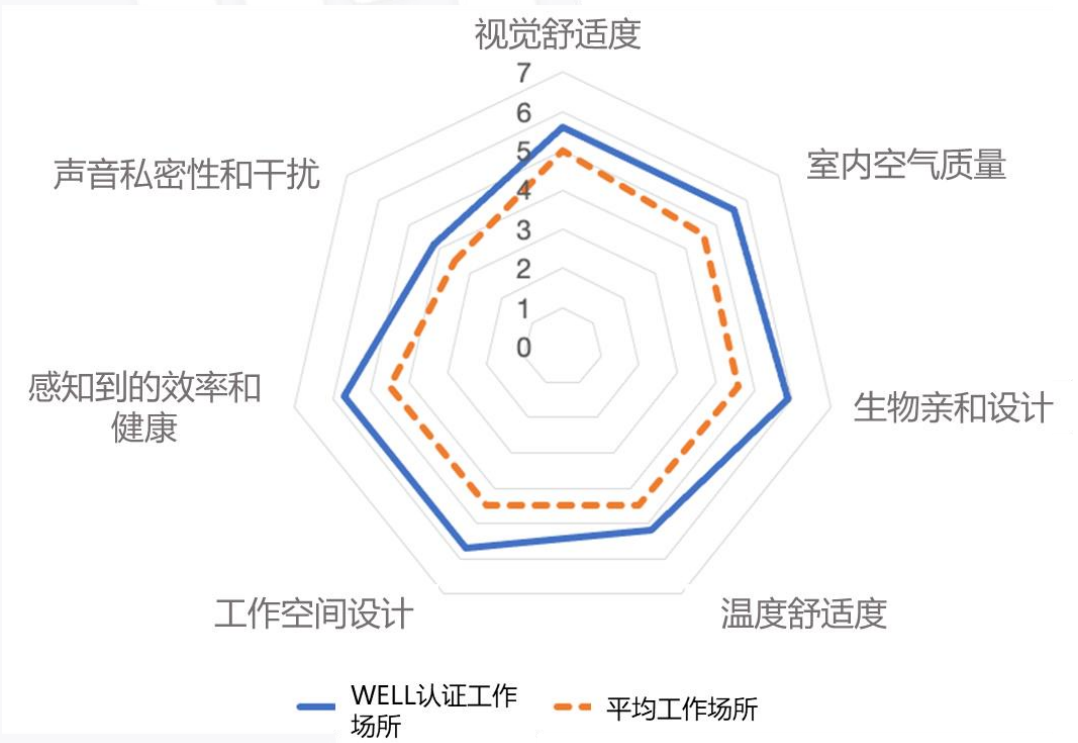 视觉舒适度
7
6
5
4
3
2
1
0
声音私密性和干扰
室内空气质量
感知到的效率和
健康
生物亲和设计
工作空间设计
温度舒适度
WELL认证工作
场所
平均工作场所